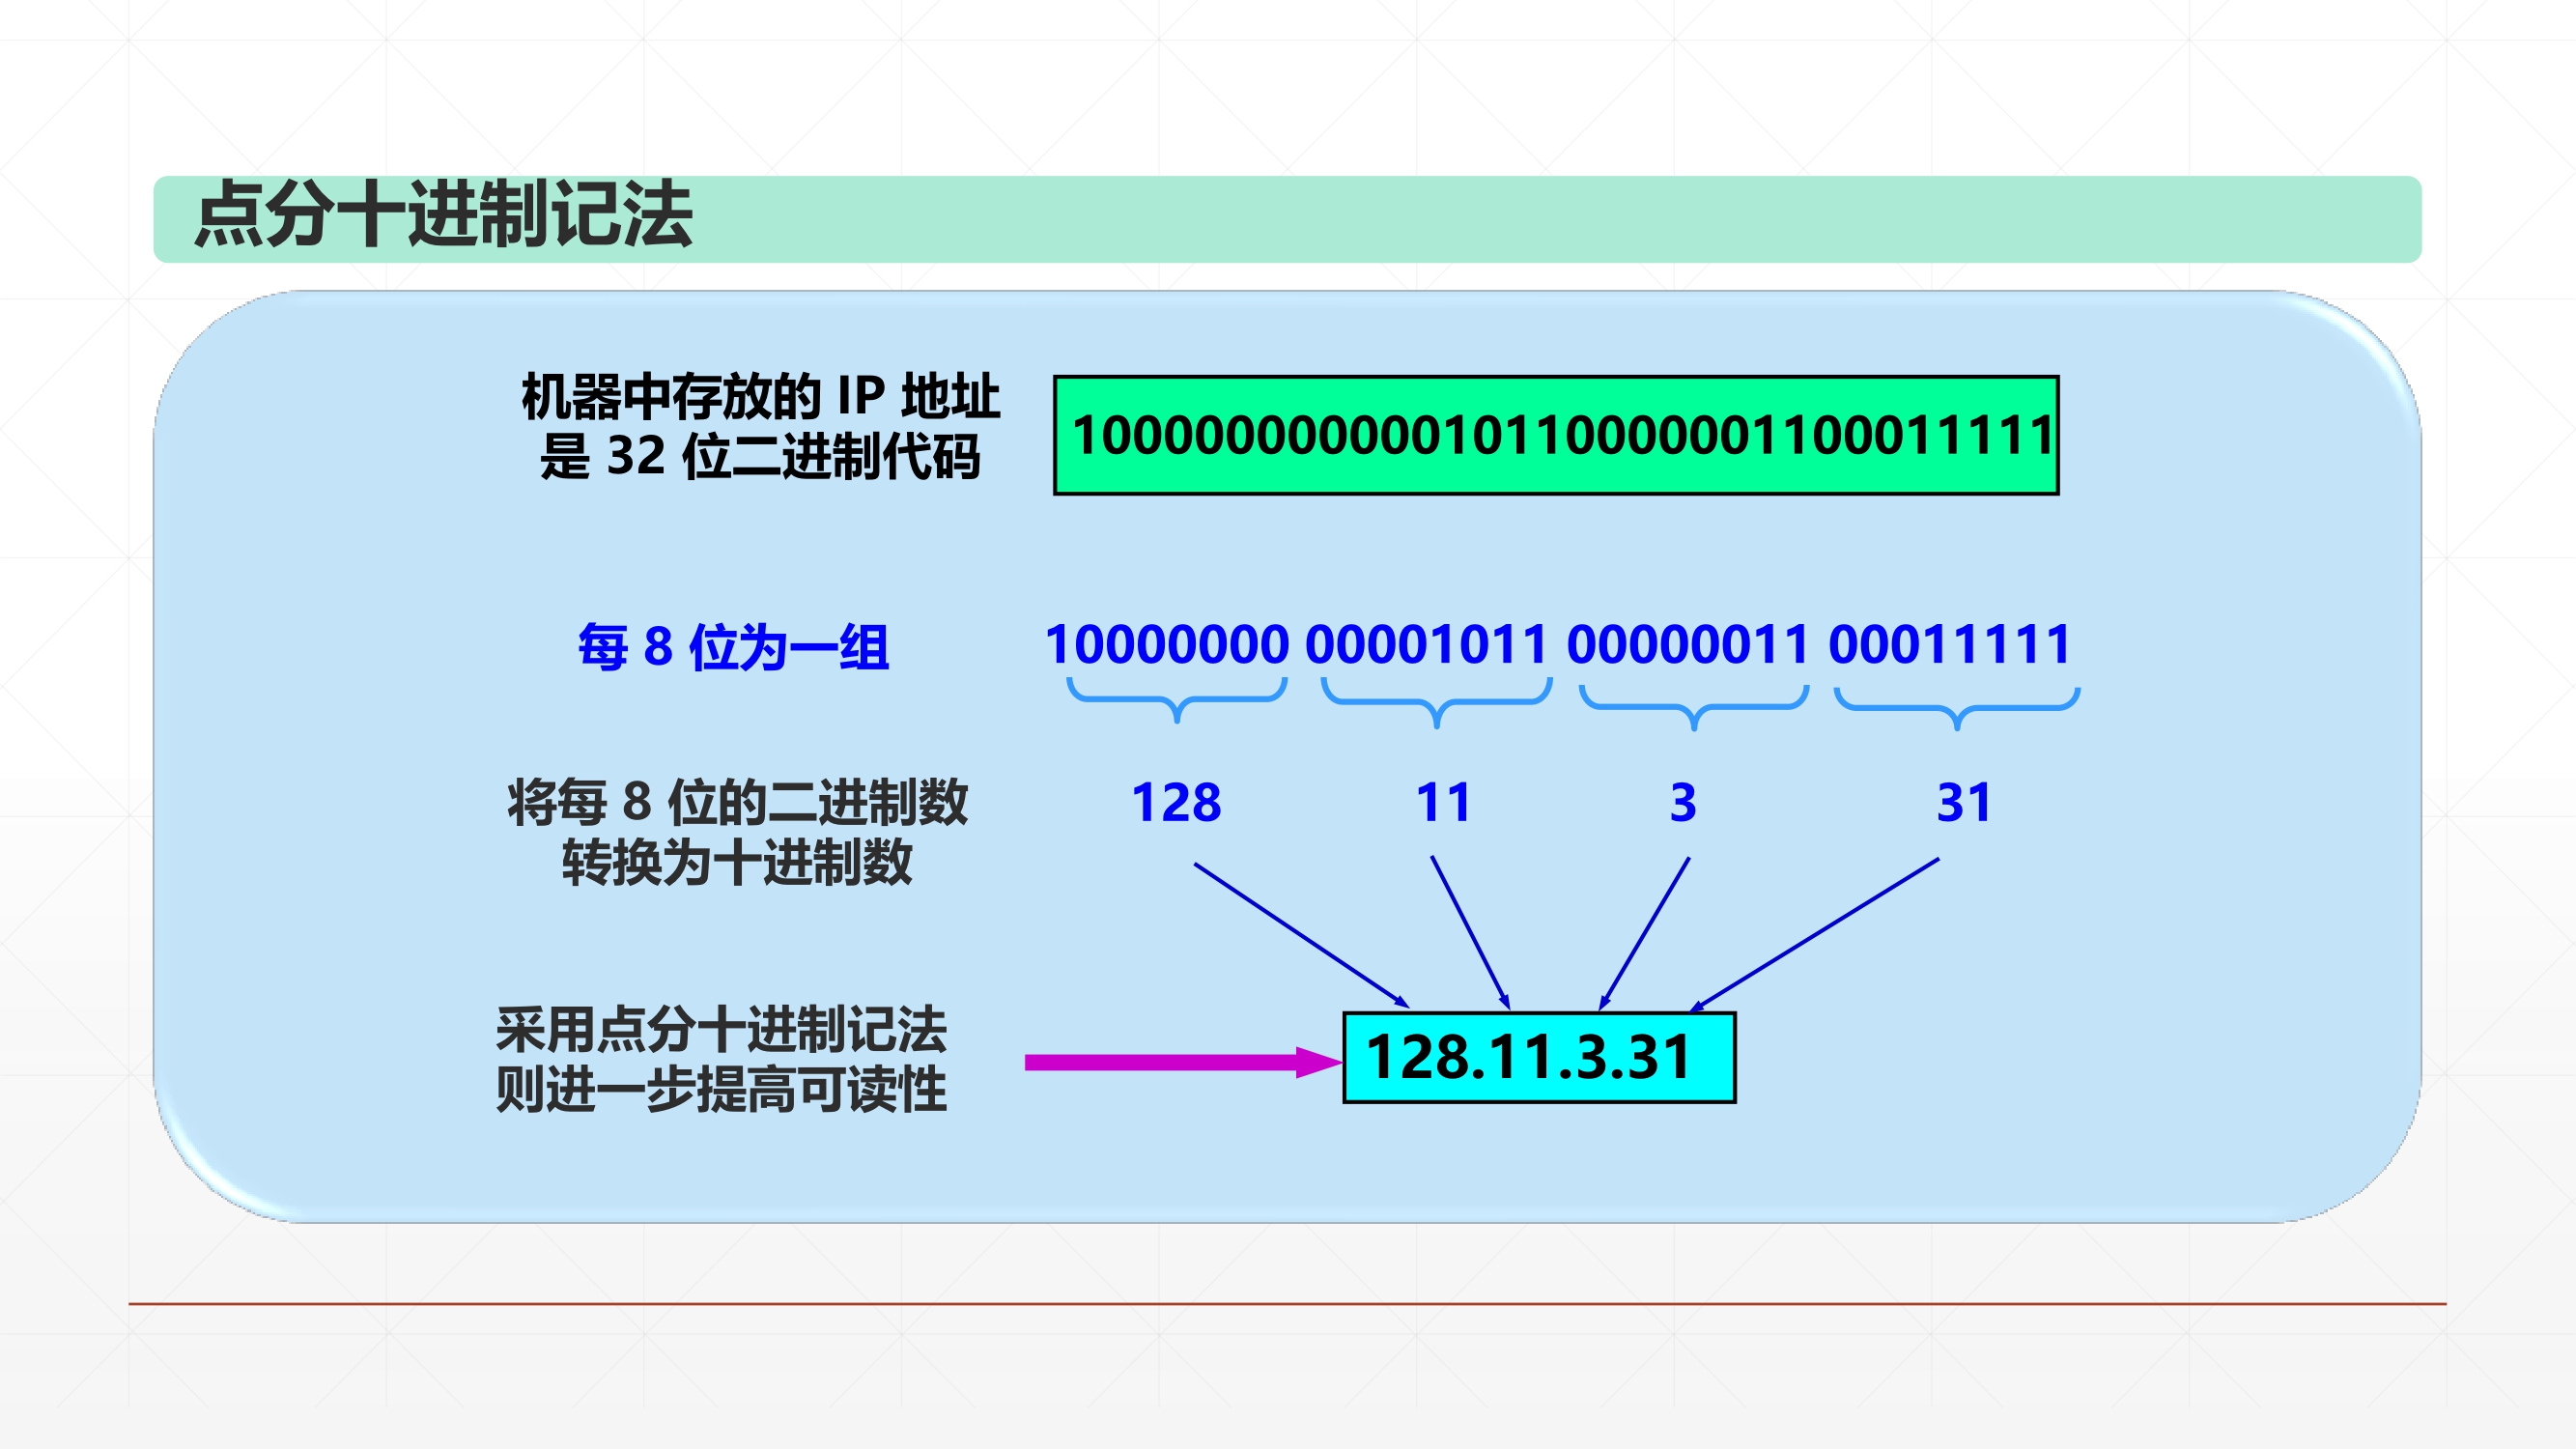 点分十进制记法
机器中存放的 IP 地址
是 32 位二进制代码
10000000000010110000001100011111
每 8 位为一组
10000000 00001011 00000011 00011111
将每 8 位的二进制数
转换为十进制数
128 11 3 31
采用点分十进制记法
则进一步提高可读性
128.11.3.31